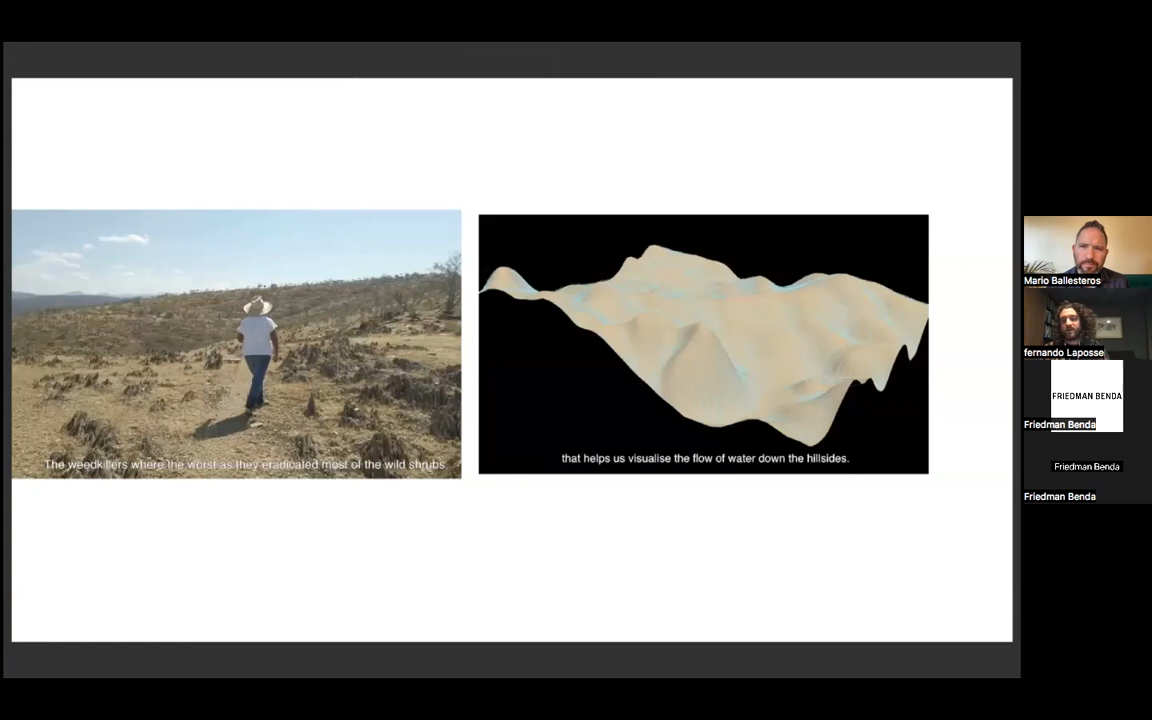 The weedkillers where the worst as they eradicated most of the wild shrubs.
that helps us visualise the flow of water down the hillsides.
Mario Ballesteros
fernando Laposse
FRIEDMAN BENDA
Friedman Benda
Friedman Benda
Friedman Benda